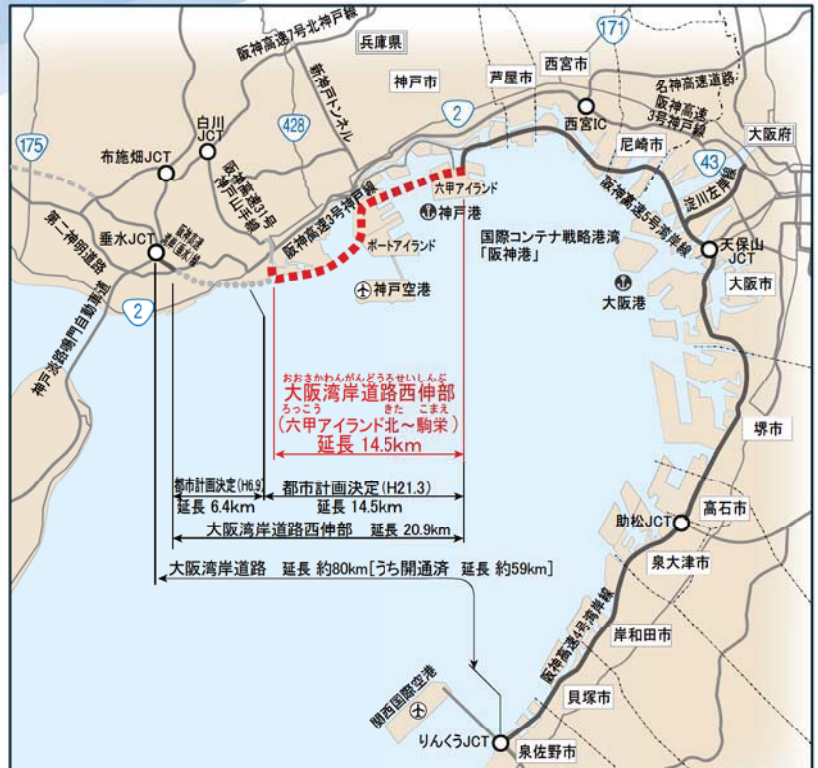 阪神高速7号北神戸線
兵庫県
171
西宮市
芦屋市
神戸市
新神戸トンネル
名神高速道路
阪神高速
3号神戸線
2
白川
JCT
428
西宮IC
大阪府
175
布施畑JCT
尼崎市
43
淀川左岸線
阪神高速31号
神戸山手線
阪神高速3号神戸線
六甲アイランド
神戸港
阪神高速5号湾岸線
第二神明道路
垂水JCT
ポートアイランド
国際コンテナ戦略港湾
「阪神港」
天保山
JCT
神戸空港
大阪港
大阪市
2
神戸淡路鳴門自動車道
おおさかわんがんどうろせいしんぶ
大阪湾岸道路西伸部
ろっこう きた こまえ
(六甲アイランド北~駒栄)
延長 14.5km
堺市
都市計画決定(H6.9)
都市計画決定(H21.3)
延長 6.4km
延長 14.5km
高石市
大阪湾岸道路西伸部 延長 20.9km
助松JCT
泉大津市
大阪湾岸道路 延長 約80km[うち開通済 延長 約59km]
岸和田市
阪神高速4号湾岸線
貝塚市
関西国際空港
りんくうJCT
泉佐野市